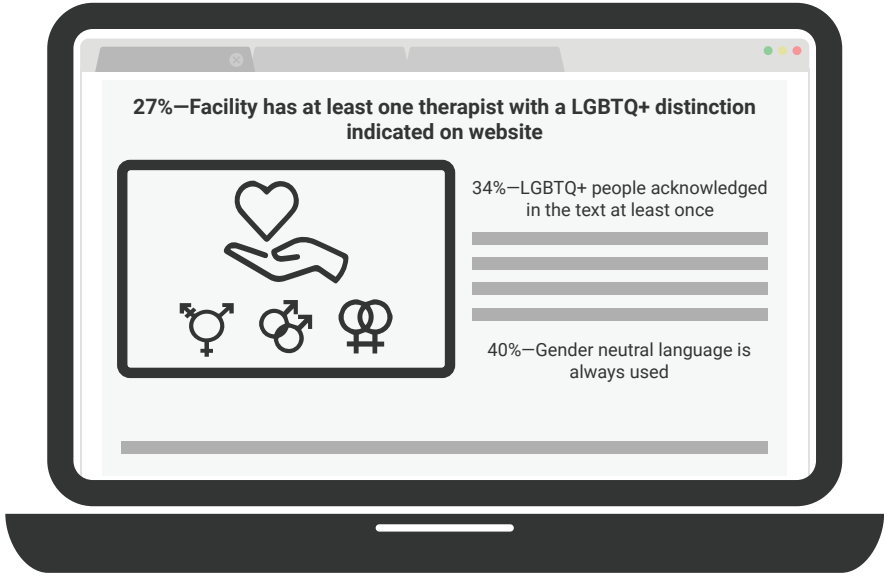 27%—Facility has at least one therapist with a LGBTQ+ distinction
indicated on website
34%—LGBTQ+ people acknowledged
in the text at least once
40%—Gender neutral language is
always used